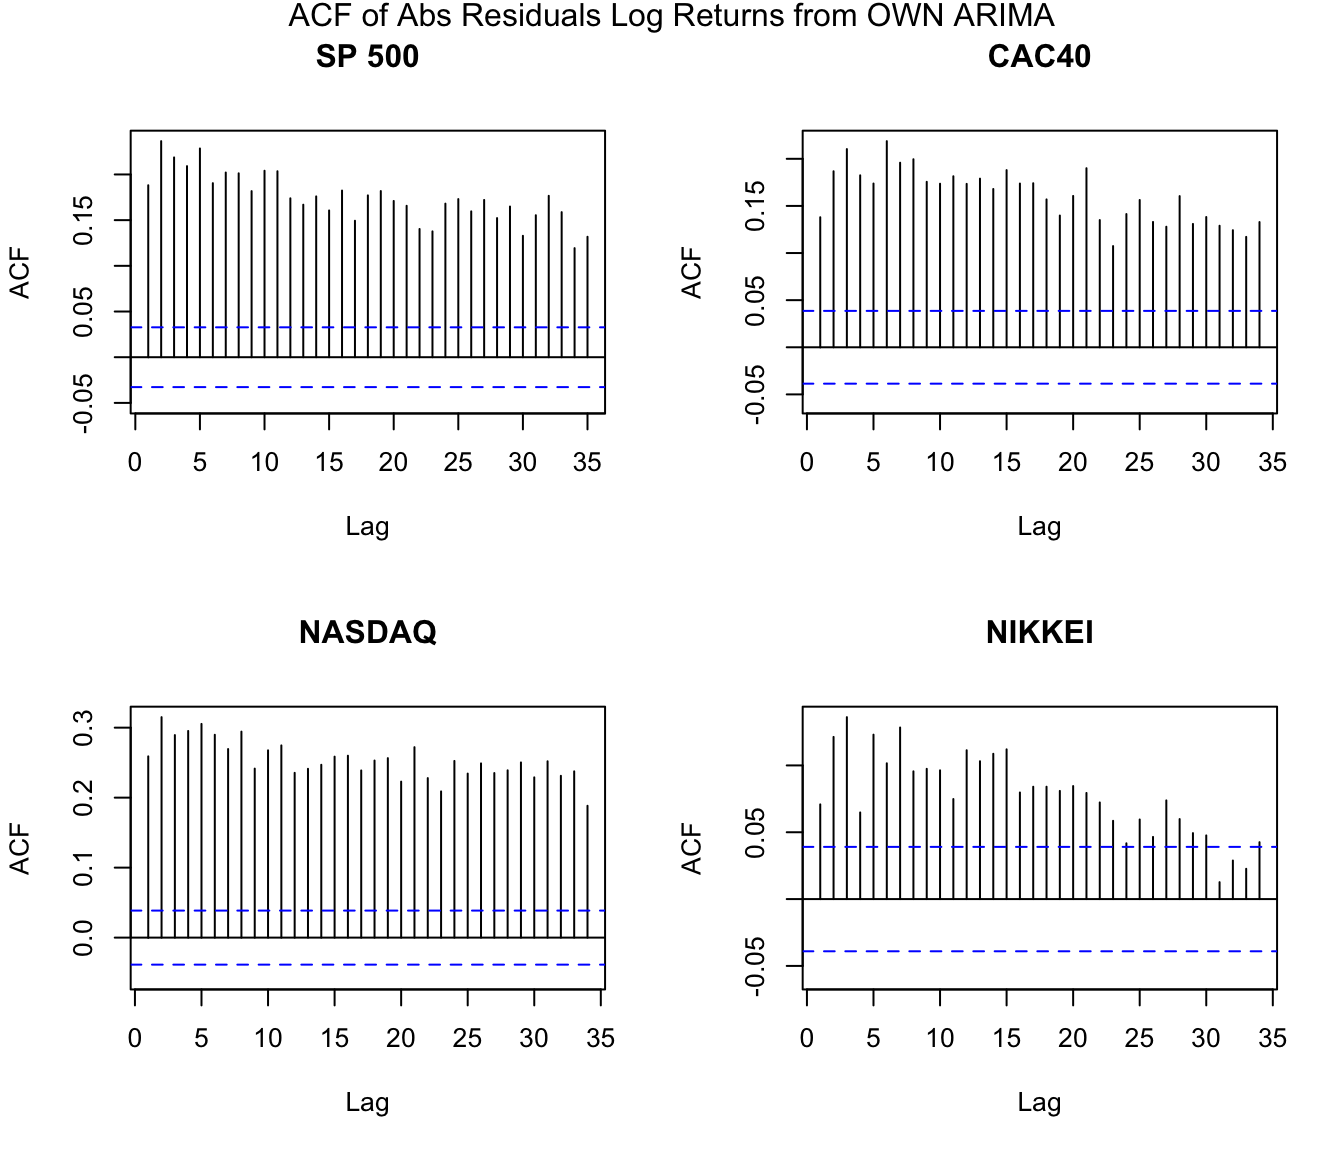 ACF of Abs Residuals Log Returns from OWN ARIMA
SP 500
ACF
0.15
0.05
-0.05
0 5 10 15 20 25 30 35
Lag
CAC40
ACF
0.15
0.05
-0.05
0 5 10 15 20 25 30 35
Lag
NASDAQ
ACF
0.3
0.2
0.1
0.0
0 5 10 15 20 25 30 35
Lag
NIKKEI
ACF
0.05
-0.05
0 5 10 15 20 25 30 35
Lag